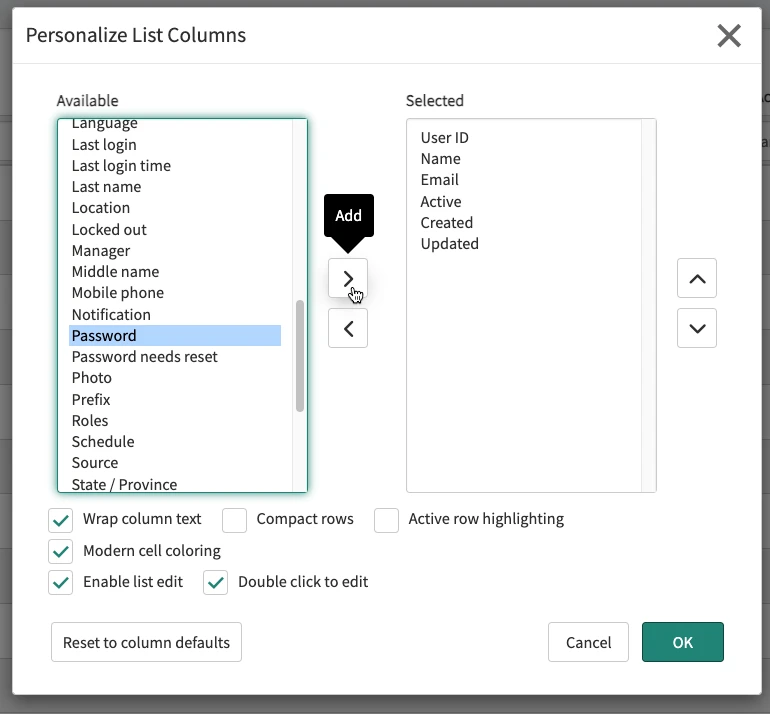 Personalize List Columns
Available
Language
Last login
Last login time
Last name
Location
Locked out
Manager
Middle name
Mobile phone
Notification
Password
Password needs reset
Photo
Prefix
Roles
Schedule
Source
State / Province
Add
Selected
User ID
Name
Email
Active
Created
Updated
Wrap column text
Compact rows
Active row highlighting
Modern cell coloring
Enable list edit
Double click to edit
Reset to column defaults
Cancel
OK